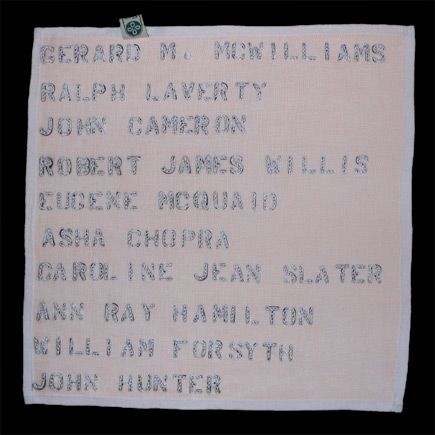 GERARD M. MCWILLIAMS
RALPH LAVERTY
JOHN CAMERON
ROBERT JAMES WILLIS
EUGENE MCQUAID
ASHA CHOPRA
CAROLINE JEAN SLATER
ANN RAY HAMILTON
WILLIAM FORSYTH
JOHN HUNTER